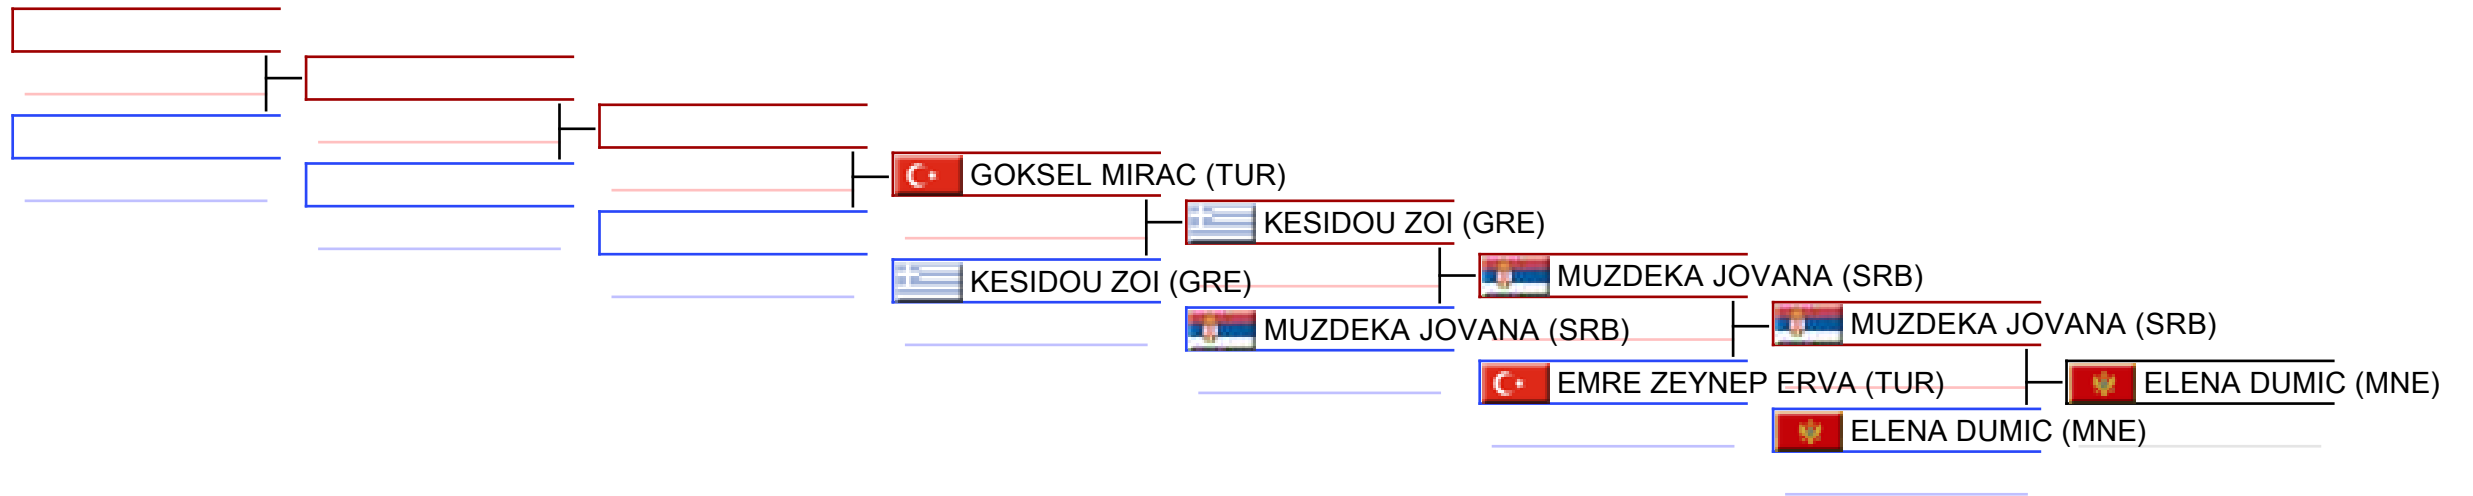 GOKSEL MIRAC (TUR)
KESIDOU ZOI (GRE)
KESIDOU ZOI (GRE)
MUZDEKA JOVANA (SRB)
MUZDEKA JOVANA (SRB)
EMRE ZEYNEP ERVA (TUR)
MUZDEKA JOVANA (SRB)
ELENA DUMIC (MNE)
ELENA DUMIC (MNE)